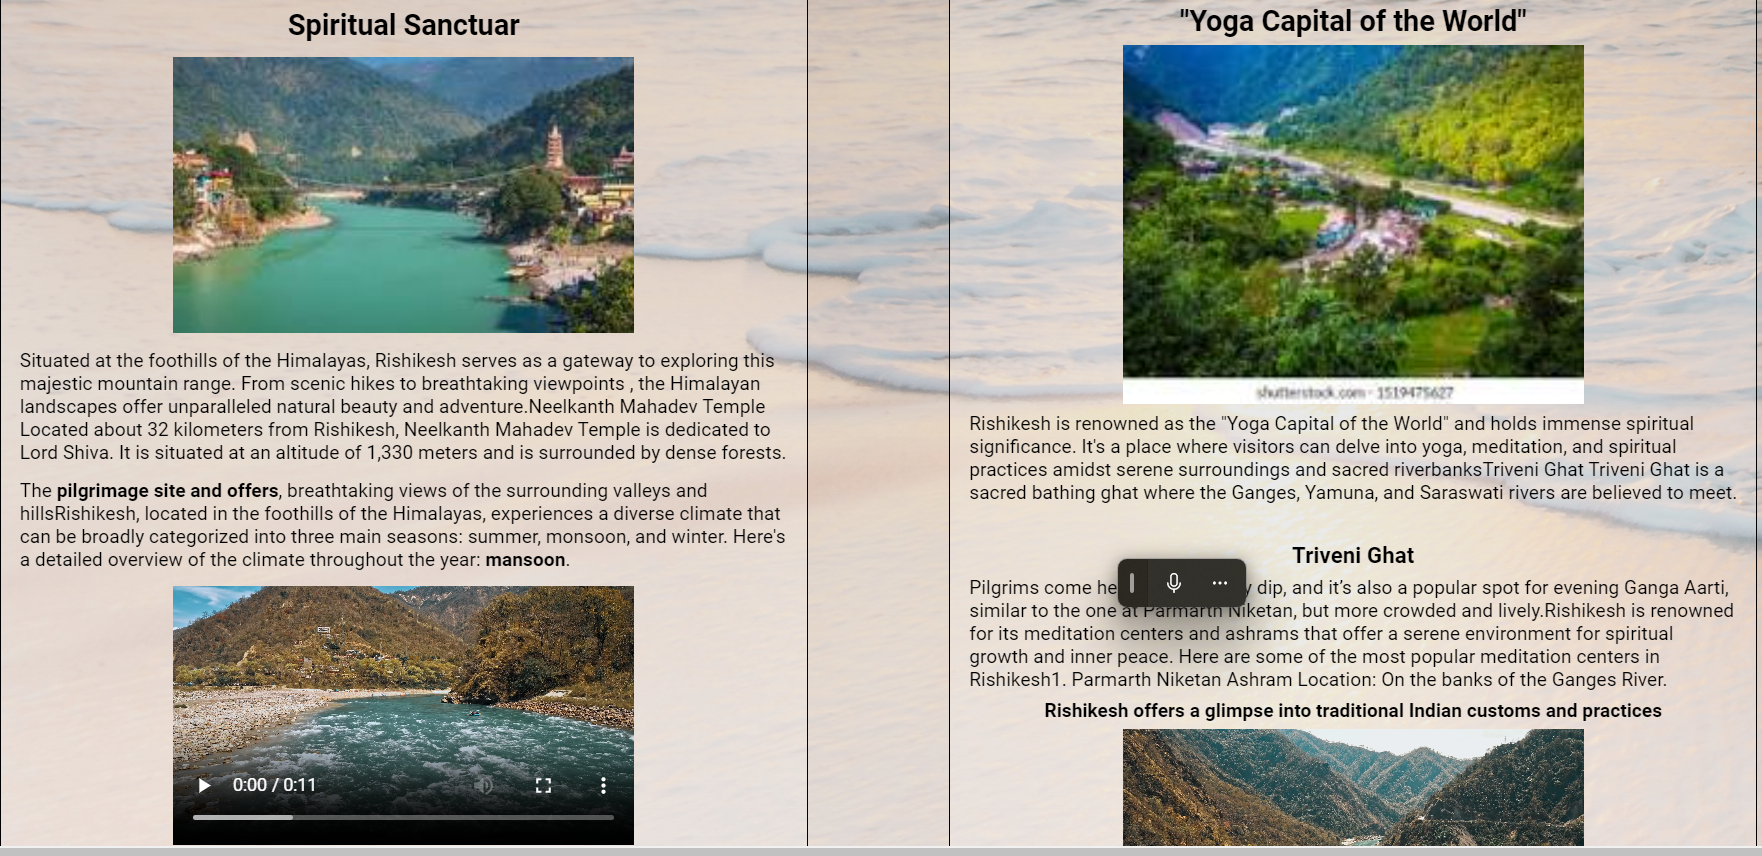 Spiritual Sanctuar
Situated at the foothills of the Himalayas, Rishikesh serves as a gateway to exploring this
majestic mountain range. From scenic hikes to breathtaking viewpoints , the Himalayan
landscapes offer unparalleled natural beauty and adventure.Neelkanth Mahadev Temple
Located about 32 kilometers from Rishikesh, Neelkanth Mahadev Temple is dedicated to
Lord Shiva. It is situated at an altitude of 1,330 meters and is surrounded by dense forests.
The pilgrimage site and offers, breathtaking views of the surrounding valleys and
hillsRishikesh, located in the foothills of the Himalayas, experiences a diverse climate that
can be broadly categorized into three main seasons: summer, monsoon, and winter. Here's
a detailed overview of the climate throughout the year: mansoon.
0:00 / 0:11
"Yoga Capital of the World"
shutterstock.com · 1519475627
Rishikesh is renowned as the "Yoga Capital of the World" and holds immense spiritual
significance. It's a place where visitors can delve into yoga, meditation, and spiritual
practices amidst serene surroundings and sacred riverbanksTriveni Ghat Triveni Ghat is a
sacred bathing ghat where the Ganges, Yamuna, and Saraswati rivers are believed to meet.
Triveni Ghat
Pilgrims come he y dip, and it’s also a popular spot for evening Ganga Aarti,
similar to the one at Parmarth Niketan, but more crowded and lively.Rishikesh is renowned
for its meditation centers and ashrams that offer a serene environment for spiritual
growth and inner peace. Here are some of the most popular meditation centers in
Rishikesh1. Parmarth Niketan Ashram Location: On the banks of the Ganges River.
Rishikesh offers a glimpse into traditional Indian customs and practices